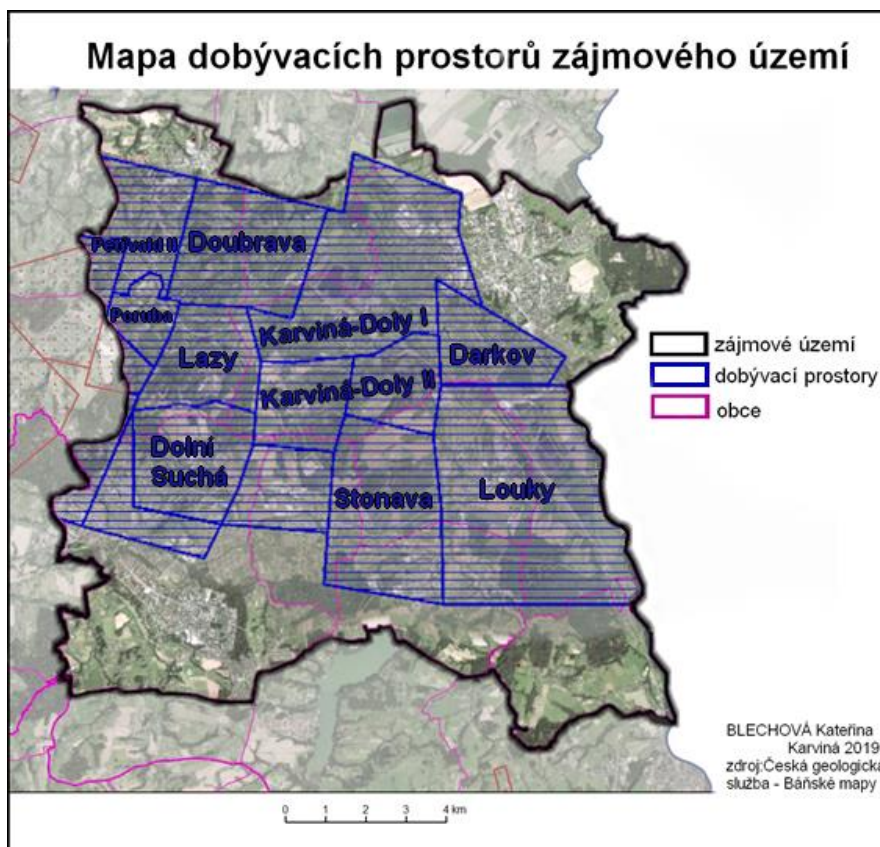 Mapa dobývacích prostorů zájmového území
Petřvald II
Doubrava
Poruba
Karviná-Doly I
Lazy
Darkov
Karviná-Doly II
Dolní
Suchá
Stonava
Louky
zájmové území
dobývací prostory
obce
BLECHOVÁ Kateřina
Karviná 2019
zdroj:Česká geologická
služba - Báňské mapy
0 1 2 3 4 km